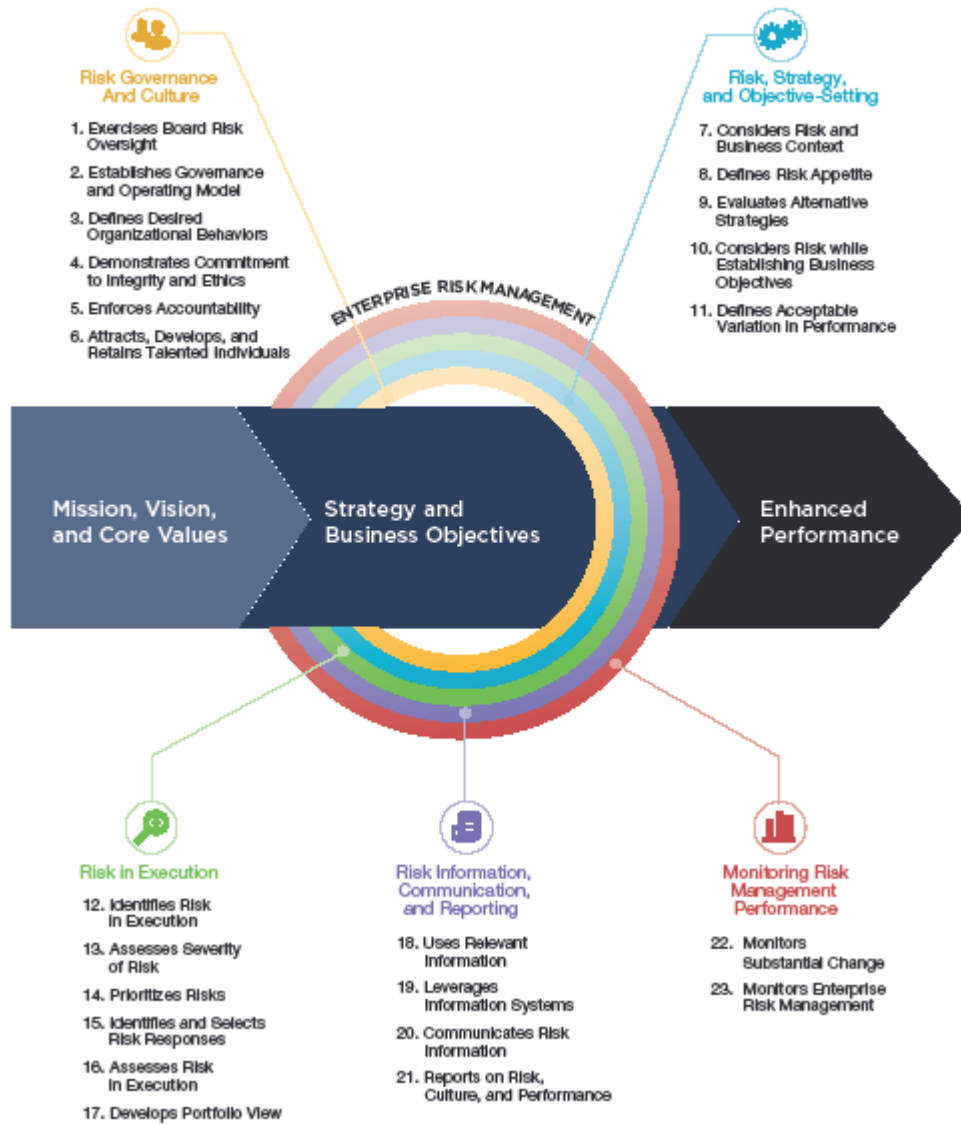 Risk Governance
And Culture
1. Exercises Board Risk
Oversight
2. Establishes Governance
and Operating Model
3. Defines Desired
Organizational Behaviors
4. Demonstrates Commitment
to Integrity and Ethics
5. Enforces Accountability
6. Attracts, Develops, and
Retains Talented Individuals
Risk, Strategy,
and Objective-Setting
7. Considers Risk and
Business Context
8. Defines Risk Appetite
9. Evaluates Alternative
Strategies
10. Considers Risk while
Establishing Business
Objectives
11. Defines Acceptable
Variation in Performance
ENTERPRISE RISK MANAGEMENT
Mission, Vision,
and Core Values
Strategy and
Business Objectives
Enhanced
Performance
Risk in Execution
12. Identifies Risk
in Execution
13. Assesses Severity
of Risk
14. Prioritizes Risks
15. Identifies and Selects
Risk Responses
16. Assesses Risk
in Execution
17. Develops Portfolio View
Risk Information,
Communication,
and Reporting
18. Uses Relevant
Information
19. Leverages
Information Systems
20. Communicates Risk
Information
21. Reports on Risk,
Culture, and Performance
Monitoring Risk
Management
Performance
22. Monitors
Substantial Change
23. Monitors Enterprise
Risk Management